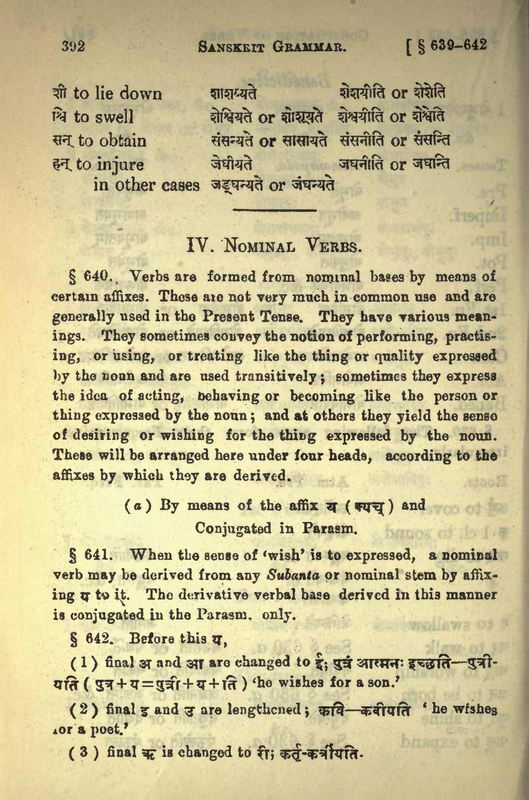 392 SANSKRIT GRAMMAR. [ § 639-642
शी to lie down शाशय्यते शेशयीति or शेशेति
श्वि to swell शेश्वियते or शोशूयते शेश्वयीति or शेश्वेति
सन् to obtain संसन्यते or सासायते संसनीति or संसन्ति
हन् to injure जेघीयते जघनीति or जघन्ति
in other cases जङ्घन्यते or जंघन्यते
IV. NOMINAL VERBS.
§ 640. Verbs are formed from nominal bases by means of
certain affixes. These are not very much in common use and are
generally used in the Present Tense. They have various mean-
ings. They sometimes convey the notion of performing, practis-
ing, or using, or treating like the thing or quality expressed
by the noun and are used transitively; sometimes they express
the idea of acting, behaving or becoming like the person or
thing expressed by the noun; and at others they yield the sense
of desiring or wishing for the thing expressed by the noun.
These will be arranged here under four heads, according to the
affixes by which they are derived.
(a) By means of the affix य (क्यच्) and
Conjugated in Parasm.
§ 641. When the sense of 'wish' is to expressed, a nominal
verb may be derived from any Subanta or nominal stem by affix-
ing य to it. The derivative verbal base derived in this manner
is conjugated in the Parasm. only.
§ 642. Before this य,
(1) final अ and आ are changed to ई; पुत्रं आत्मनः इच्छति—पुत्री-
यति (पुत्र+य=पुत्री+य+ति) 'he wishes for a son.'
(2) final इ and उ are lengthened; कवि—कवीयति 'he wishes
for a poet.'
(3) final ऋ is changed to री; कर्तृ-कर्त्रीयति.